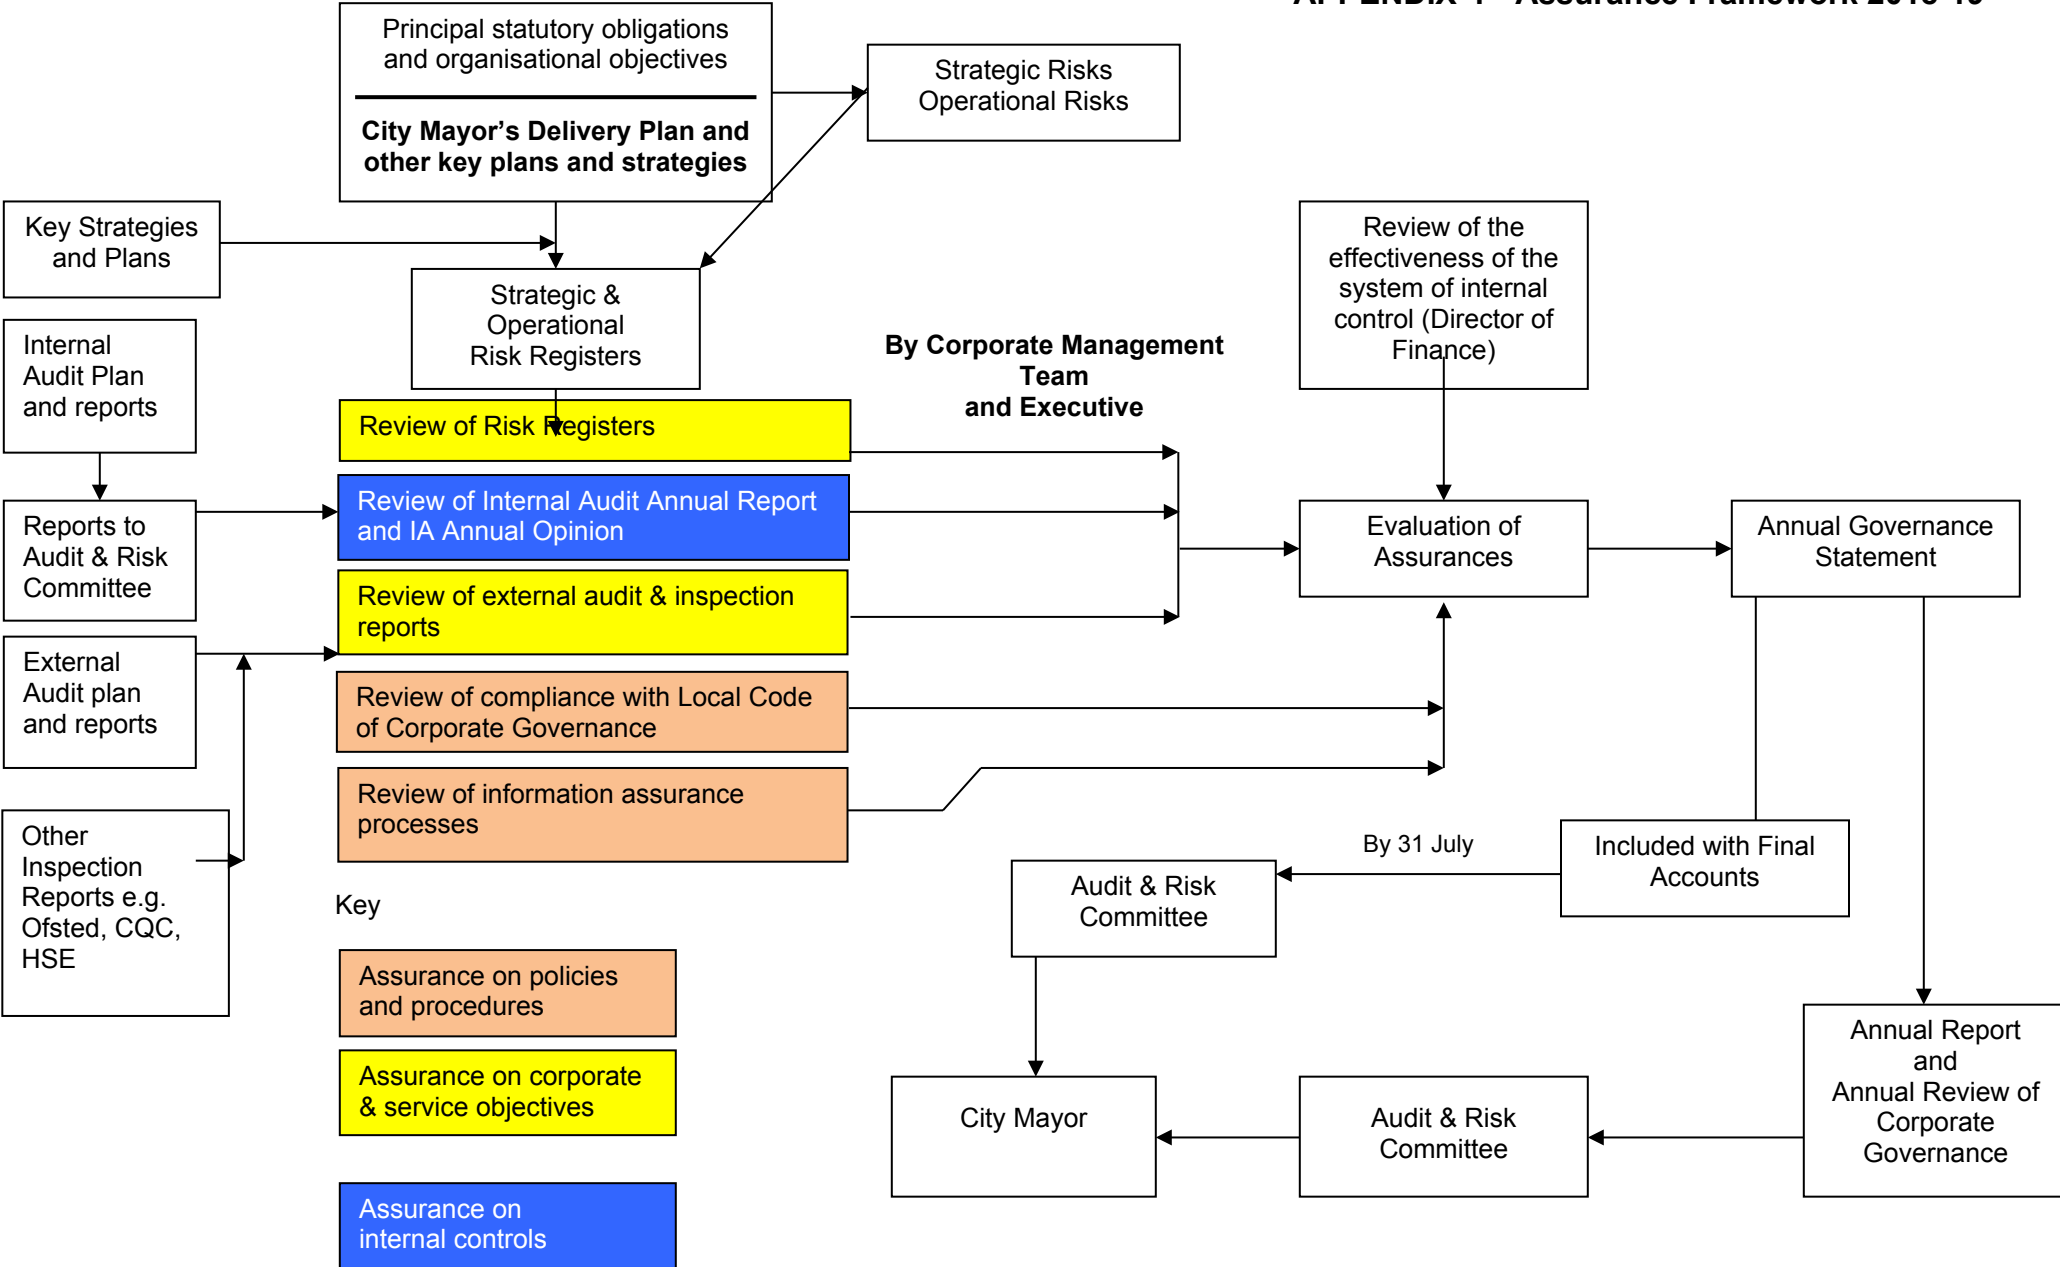 Assurance Framework
Principal statutory obligations
and organisational objectives
City Mayor's Delivery Plan and
other key plans and strategies
Strategic Risks
Operational Risks
Key Strategies
and Plans
Strategic &
Operational
Risk Registers
Review of the
effectiveness of the
system of internal
control (Director of
Finance)
Internal
Audit Plan
and reports
By Corporate Management
Team
and Executive
Review of Risk Registers
Review of Internal Audit Annual Report
and IA Annual Opinion
Reports to
Audit & Risk
Committee
Evaluation of
Assurances
Annual Governance
Statement
Review of external audit & inspection
reports
External
Audit plan
and reports
Review of compliance with Local Code
of Corporate Governance
Review of information assurance
processes
Other
Inspection
Reports e.g.
Ofsted, CQC,
HSE
By 31 July
Included with Final
Accounts
Audit & Risk
Committee
Key
Assurance on policies
and procedures
Assurance on corporate
& service objectives
Assurance on
internal controls
City Mayor
Audit & Risk
Committee
Annual Report
and
Annual Review of
Corporate
Governance